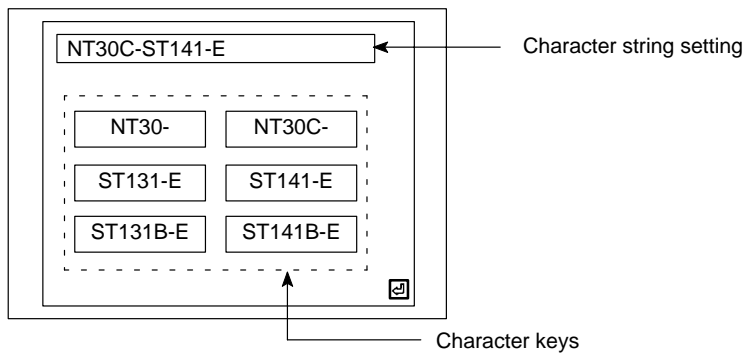 NT30C-ST141-E
Character string setting
NT30-
NT30C-
ST131-E
ST141-E
ST131B-E
ST141B-E
Character keys